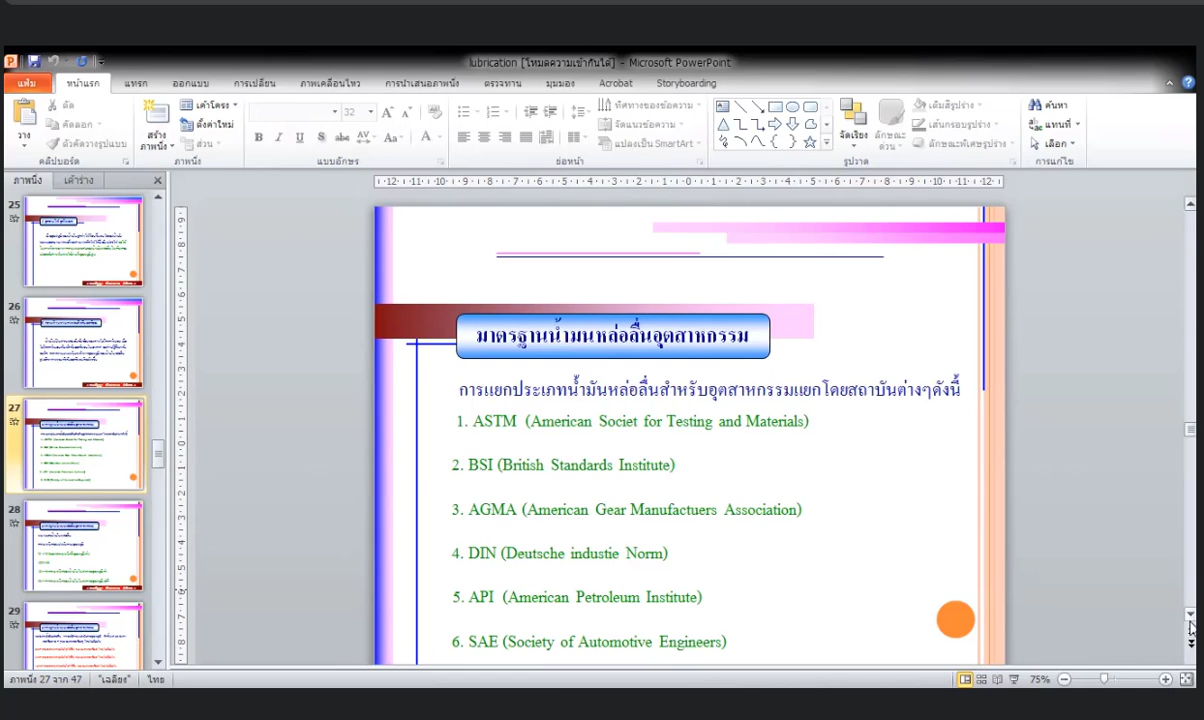 lubrication [โหมดความเข้ากันได้] – Microsoft PowerPoint
แฟ้ม หน้าแรก แทรก ออกแบบ การเปลี่ยน ภาพเคลื่อนไหว การนำเสนอภาพนิ่ง ตรวจทาน มุมมอง Acrobat Storyboarding
ตัด
คัดลอก
ตัวคัดวางรูปแบบ
วาง
คลิปบอร์ด
สร้าง
ภาพนิ่ง
เค้าโครง
ตั้งค่าใหม่
ส่วน
ภาพนิ่ง
32
B I U S abc AV Aa A
แบบอักษร
ทิศทางของข้อความ
จัดแนวข้อความ
แปลงเป็น SmartArt
ย่อหน้า
จัดเรียง
ลักษณะ
ด่วน
เติมสีรูปร่าง
เส้นกรอบรูปร่าง
ลักษณะพิเศษรูปร่าง
รูปวาด
ค้นหา
แทนที่
เลือก
การแก้ไข
ภาพนิ่ง เค้าร่าง
25
26
27
28
29
มาตรฐานน้ำมนหล่อลื่นอุตสาหกรรม
การแยกประเภทน้ำมันหล่อลื่นสำหรับอุตสาหกรรมแยกโดยสถาบันต่างๆดังนี้
1. ASTM (American Societ for Testing and Materials)
2. BSI (British Standards Institute)
3. AGMA (American Gear Manufactuers Association)
4. DIN (Deutsche industie Norm)
5. API (American Petroleum Institute)
6. SAE (Society of Automotive Engineers)
ภาพนิ่ง 27 จาก 47 "เฉลียง" ไทย 75%